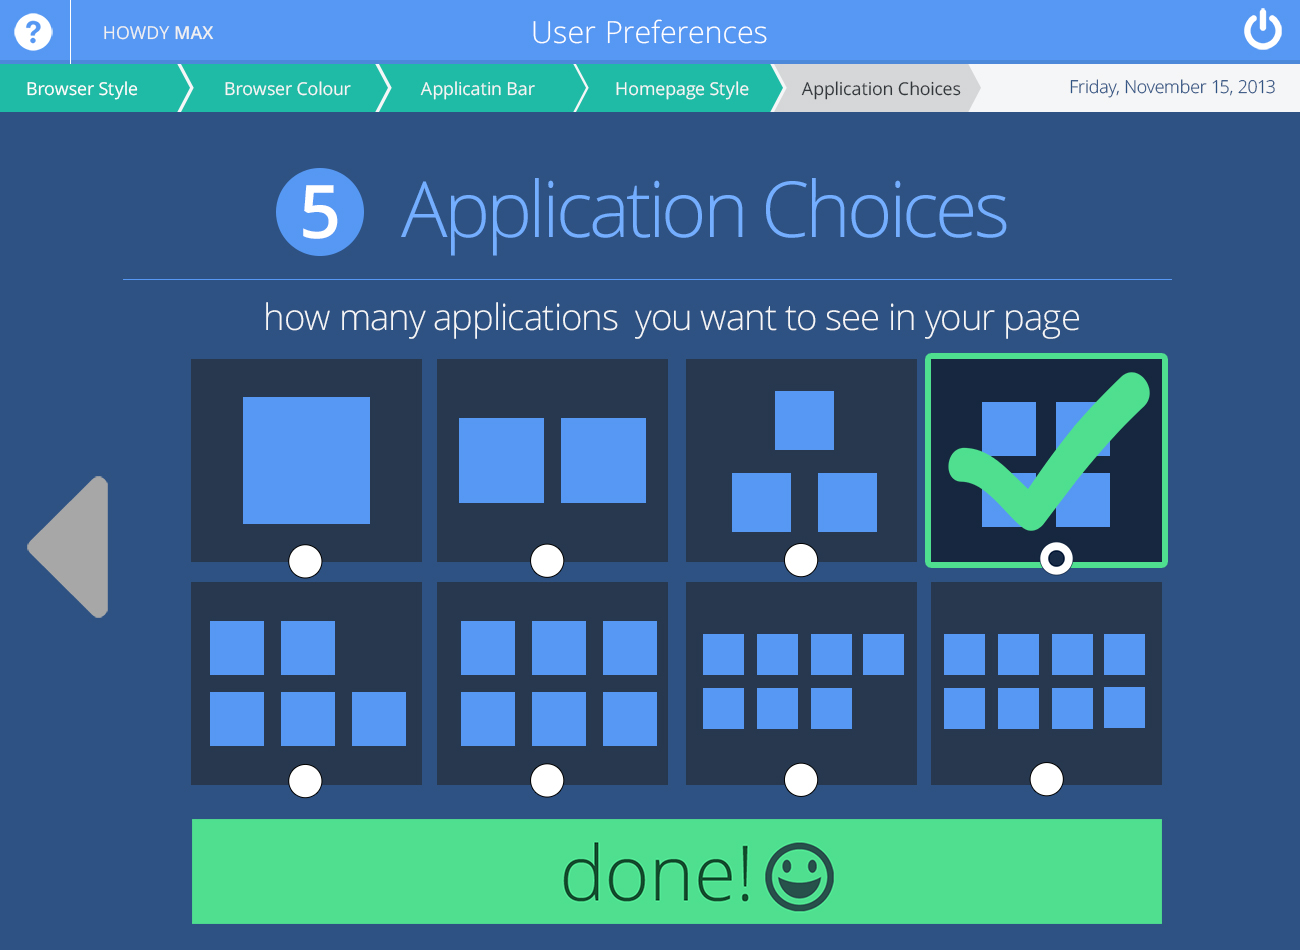 ?
HOWDY MAX
User Preferences
Browser Style
Browser Colour
Applicatin Bar
Homepage Style
Application Choices
Friday, November 15, 2013
5 Application Choices
how many applications you want to see in your page
done!